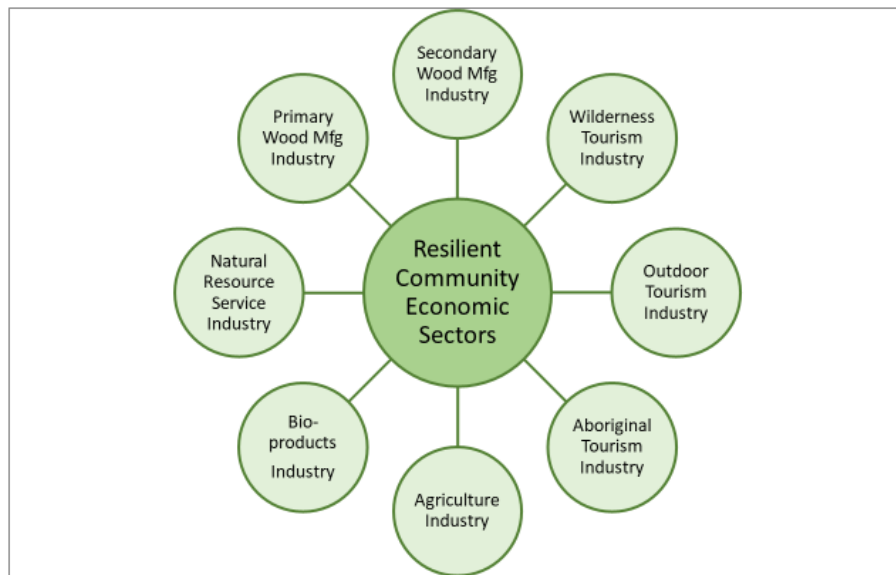 Secondary
Wood Mfg
Industry
Primary
Wood Mfg
Industry
Wilderness
Tourism
Industry
Resilient
Community
Economic
Sectors
Natural
Resource
Service
Industry
Outdoor
Tourism
Industry
Bio-
products
Industry
Aboriginal
Tourism
Industry
Agriculture
Industry